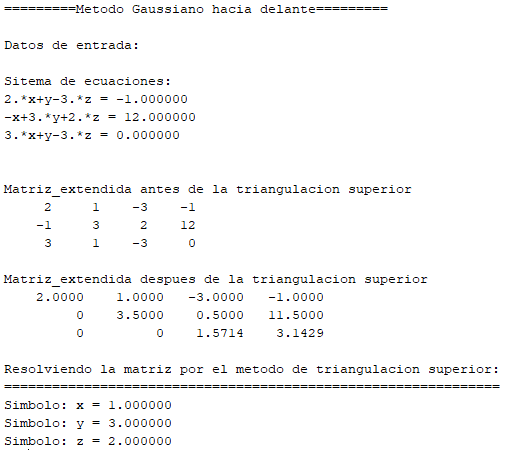 =========Metodo Gaussiano hacia delante=========
Datos de entrada:
Sitema de ecuaciones:
2.*x+y-3.*z = -1.000000
-x+3.*y+2.*z = 12.000000
3.*x+y-3.*z = 0.000000
Matriz_extendida antes de la triangulacion superior
2 1 -3 -1
-1 3 2 12
3 1 -3 0
Matriz_extendida despues de la triangulacion superior
2.0000 1.0000 -3.0000 -1.0000
0 3.5000 0.5000 11.5000
0 0 1.5714 3.1429
Resolviendo la matriz por el metodo de triangulacion superior:
==============================================================
Simbolo: x = 1.000000
Simbolo: y = 3.000000
Simbolo: z = 2.000000